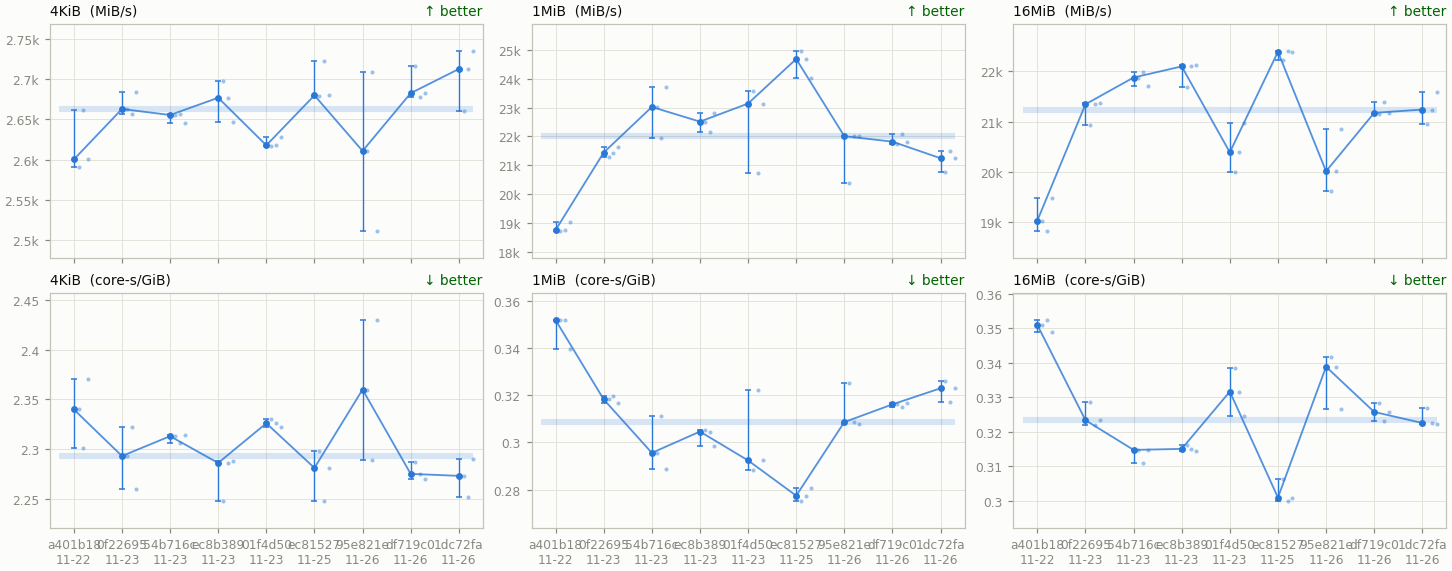 4KiB (MiB/s) ↑ better
2.75k
2.7k
2.65k
2.6k
2.55k
2.5k
1MiB (MiB/s) ↑ better
25k
24k
23k
22k
21k
20k
19k
18k
16MiB (MiB/s) ↑ better
22k
21k
20k
19k
4KiB (core-s/GiB) ↓ better
2.45
2.4
2.35
2.3
2.25
a401b18 0f22695 54b716c ec8b389 01f4d50 ec81527 95e821e df719c0 1dc72fa
11-22 11-23 11-23 11-23 11-23 11-25 11-26 11-26 11-26
1MiB (core-s/GiB) ↓ better
0.36
0.34
0.32
0.3
0.28
a401b18 0f22695 54b716c ec8b389 01f4d50 ec81527 95e821e df719c0 1dc72fa
11-22 11-23 11-23 11-23 11-23 11-25 11-26 11-26 11-26
16MiB (core-s/GiB) ↓ better
0.36
0.35
0.34
0.33
0.32
0.31
0.3
a401b18 0f22695 54b716c ec8b389 01f4d50 ec81527 95e821e df719c0 1dc72fa
11-22 11-23 11-23 11-23 11-23 11-25 11-26 11-26 11-26